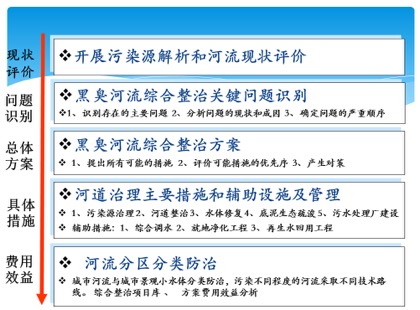 现状
评价
❖开展污染源解析和河流现状评价
问题
识别
❖黑臭河流综合整治关键问题识别
❖1、识别存在的主要问题 2、分析问题的现状和成因 3、确定问题的严重顺序
总体
方案
❖黑臭河流综合整治方案
❖ 1、提出所有可能的措施 2、评价可能措施的优先序 3、产生对策
具体
措施
❖河道治理主要措施和辅助设施及管理
❖ 1、污染源治理2、河道整治3、水体修复4、底泥生态疏浚5、污水处理厂建设
❖ 辅助措施：1、综合调水 2、就地净化工程 3、再生水回用工程
费用
效益
❖ 河流分区分类防治
❖ 城市河流与城市景观小水体分类防治，污染不同程度的河流采取不同技术路
线。综合整治项目库 、 方案费用效益分析